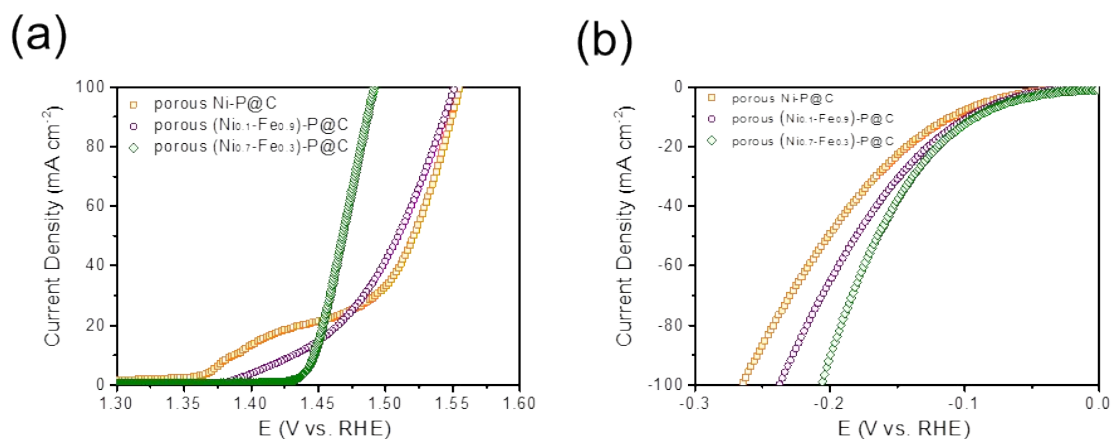 (a)
100
80
60
40
20
0
Current Density (mA cm⁻²)
porous Ni-P@C
porous (Ni₀.₁-Fe₀.₉)-P@C
porous (Ni₀.₇-Fe₀.₃)-P@C
1.30 1.35 1.40 1.45 1.50 1.55 1.60
E (V vs. RHE)
(b)
0
-20
-40
-60
-80
-100
Current Density (mA cm⁻²)
porous Ni-P@C
porous (Ni₀.₁-Fe₀.₉)-P@C
porous (Ni₀.₇-Fe₀.₃)-P@C
-0.3 -0.2 -0.1 0.0
E (V vs. RHE)